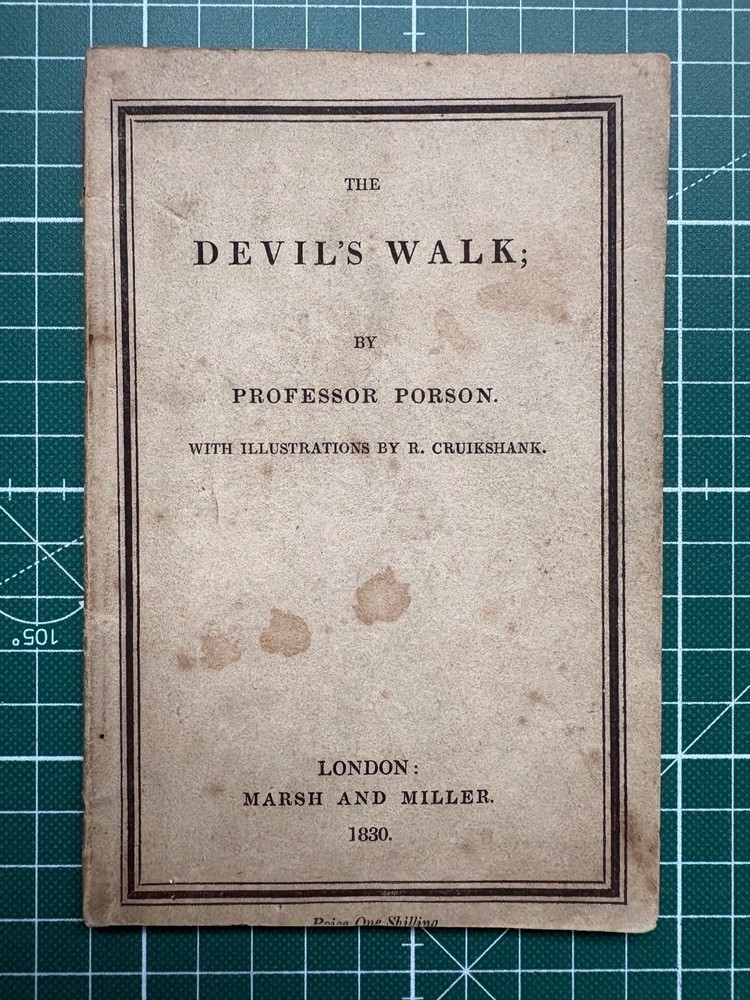 THE
DEVIL'S WALK;
BY
PROFESSOR PORSON.
WITH ILLUSTRATIONS BY R. CRUIKSHANK.
LONDON:
MARSH AND MILLER.
1830.
Price One Shilling
105°